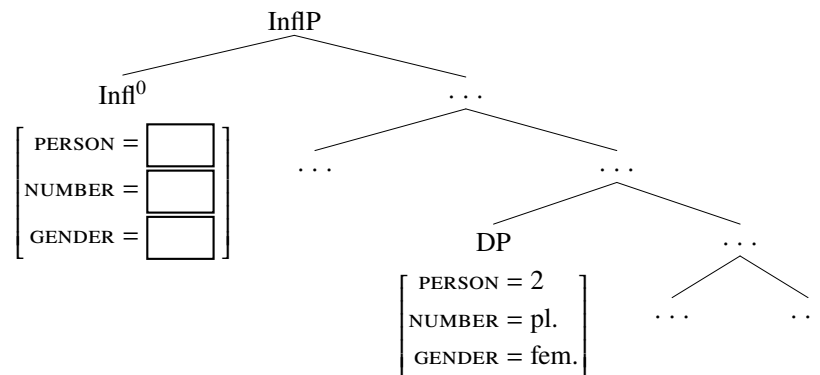 InflP
Infl⁰ . . .
PERSON = 
NUMBER = 
GENDER = 
. . . . . .
DP . . .
PERSON = 2
NUMBER = pl.
GENDER = fem.
. . . . .